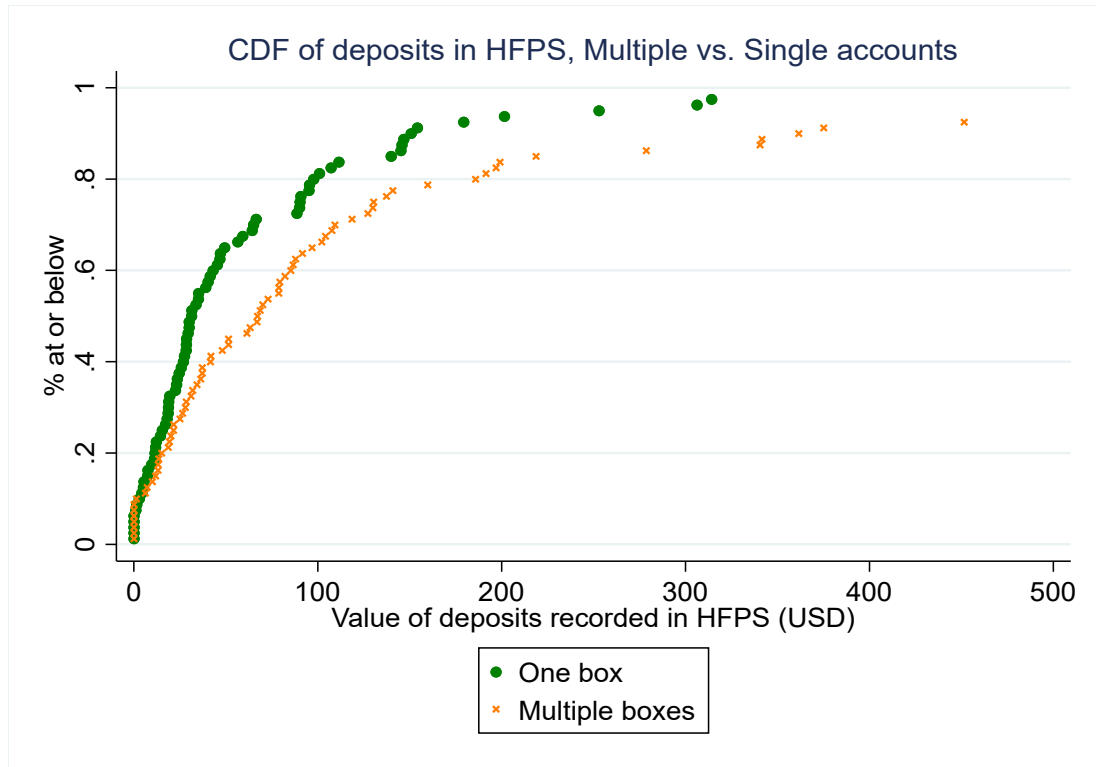 CDF of deposits in HFPS, Multiple vs. Single accounts
% at or below
1
.8
.6
.4
.2
0
0 100 200 300 400 500
Value of deposits recorded in HFPS (USD)
One box
Multiple boxes